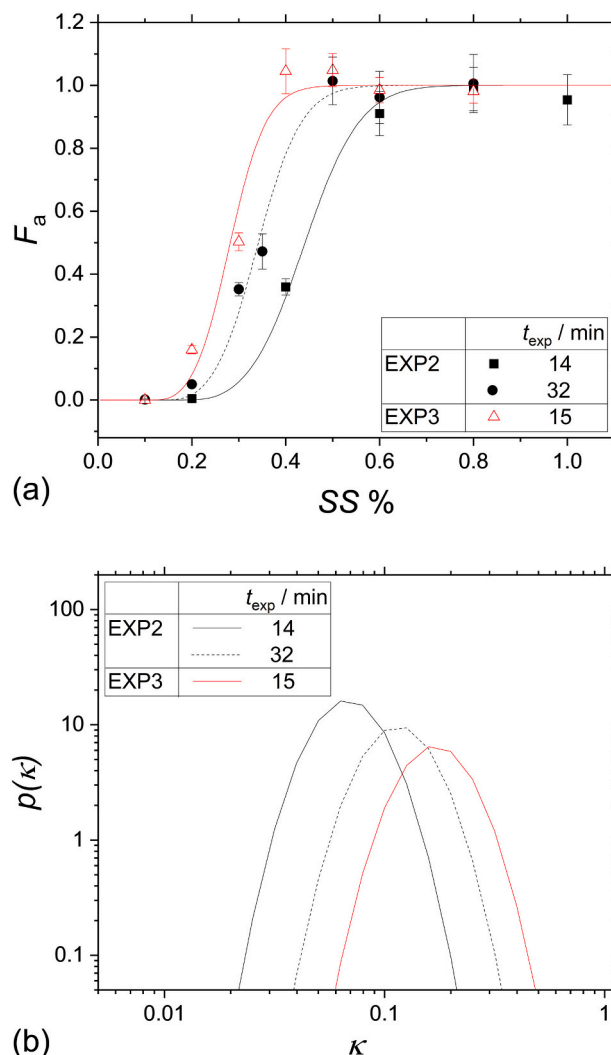 1.2
1.0
0.8
0.6
0.4
0.2
0.0
F_a
0.0 0.2 0.4 0.6 0.8 1.0
SS %
t_exp / min
EXP2 14
32
EXP3 15
(a)
t_exp / min
EXP2 14
32
EXP3 15
100
10
1
0.1
p(κ)
0.01 0.1 1
κ
(b)